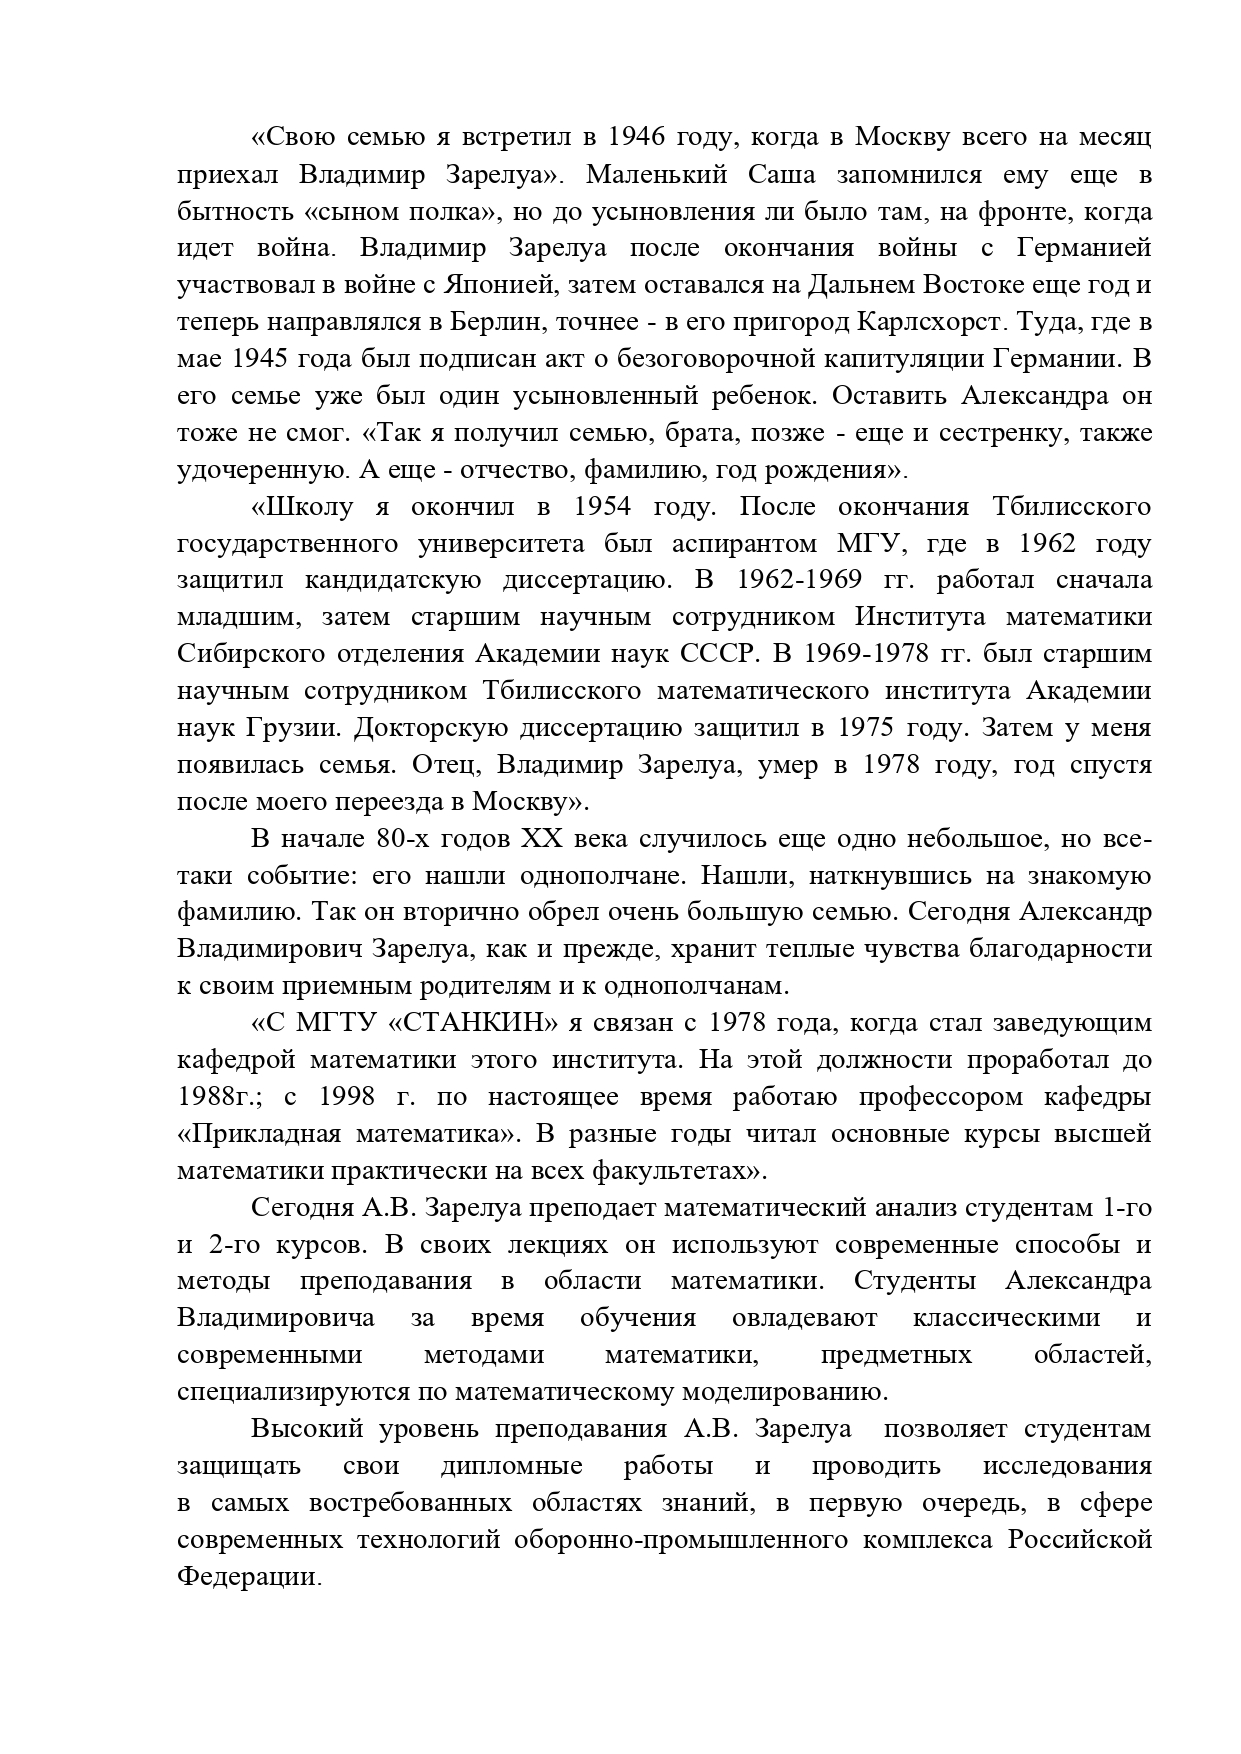 «Свою семью я встретил в 1946 году, когда в Москву всего на месяц
приехал Владимир Зарелуа». Маленький Саша запомнился ему еще в
бытность «сыном полка», но до усыновления ли было там, на фронте, когда
идет война. Владимир Зарелуа после окончания войны с Германией
участвовал в войне с Японией, затем оставался на Дальнем Востоке еще год и
теперь направлялся в Берлин, точнее - в его пригород Карлсхорст. Туда, где в
мае 1945 года был подписан акт о безоговорочной капитуляции Германии. В
его семье уже был один усыновленный ребенок. Оставить Александра он
тоже не смог. «Так я получил семью, брата, позже - еще и сестренку, также
удочеренную. А еще - отчество, фамилию, год рождения».
«Школу я окончил в 1954 году. После окончания Тбилисского
государственного университета был аспирантом МГУ, где в 1962 году
защитил кандидатскую диссертацию. В 1962-1969 гг. работал сначала
младшим, затем старшим научным сотрудником Института математики
Сибирского отделения Академии наук СССР. В 1969-1978 гг. был старшим
научным сотрудником Тбилисского математического института Академии
наук Грузии. Докторскую диссертацию защитил в 1975 году. Затем у меня
появилась семья. Отец, Владимир Зарелуа, умер в 1978 году, год спустя
после моего переезда в Москву».
В начале 80-х годов XX века случилось еще одно небольшое, но все-
таки событие: его нашли однополчане. Нашли, наткнувшись на знакомую
фамилию. Так он вторично обрел очень большую семью. Сегодня Александр
Владимирович Зарелуа, как и прежде, хранит теплые чувства благодарности
к своим приемным родителям и к однополчанам.
«С МГТУ «СТАНКИН» я связан с 1978 года, когда стал заведующим
кафедрой математики этого института. На этой должности проработал до
1988г.; с 1998 г. по настоящее время работаю профессором кафедры
«Прикладная математика». В разные годы читал основные курсы высшей
математики практически на всех факультетах».
Сегодня А.В. Зарелуа преподает математический анализ студентам 1-го
и 2-го курсов. В своих лекциях он используют современные способы и
методы преподавания в области математики. Студенты Александра
Владимировича за время обучения овладевают классическими и
современными методами математики, предметных областей,
специализируются по математическому моделированию.
Высокий уровень преподавания А.В. Зарелуа позволяет студентам
защищать свои дипломные работы и проводить исследования
в самых востребованных областях знаний, в первую очередь, в сфере
современных технологий оборонно-промышленного комплекса Российской
Федерации.